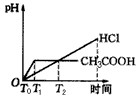 pH
HCl
CH₃COOH
O
T₀ T₁ T₂ 时间